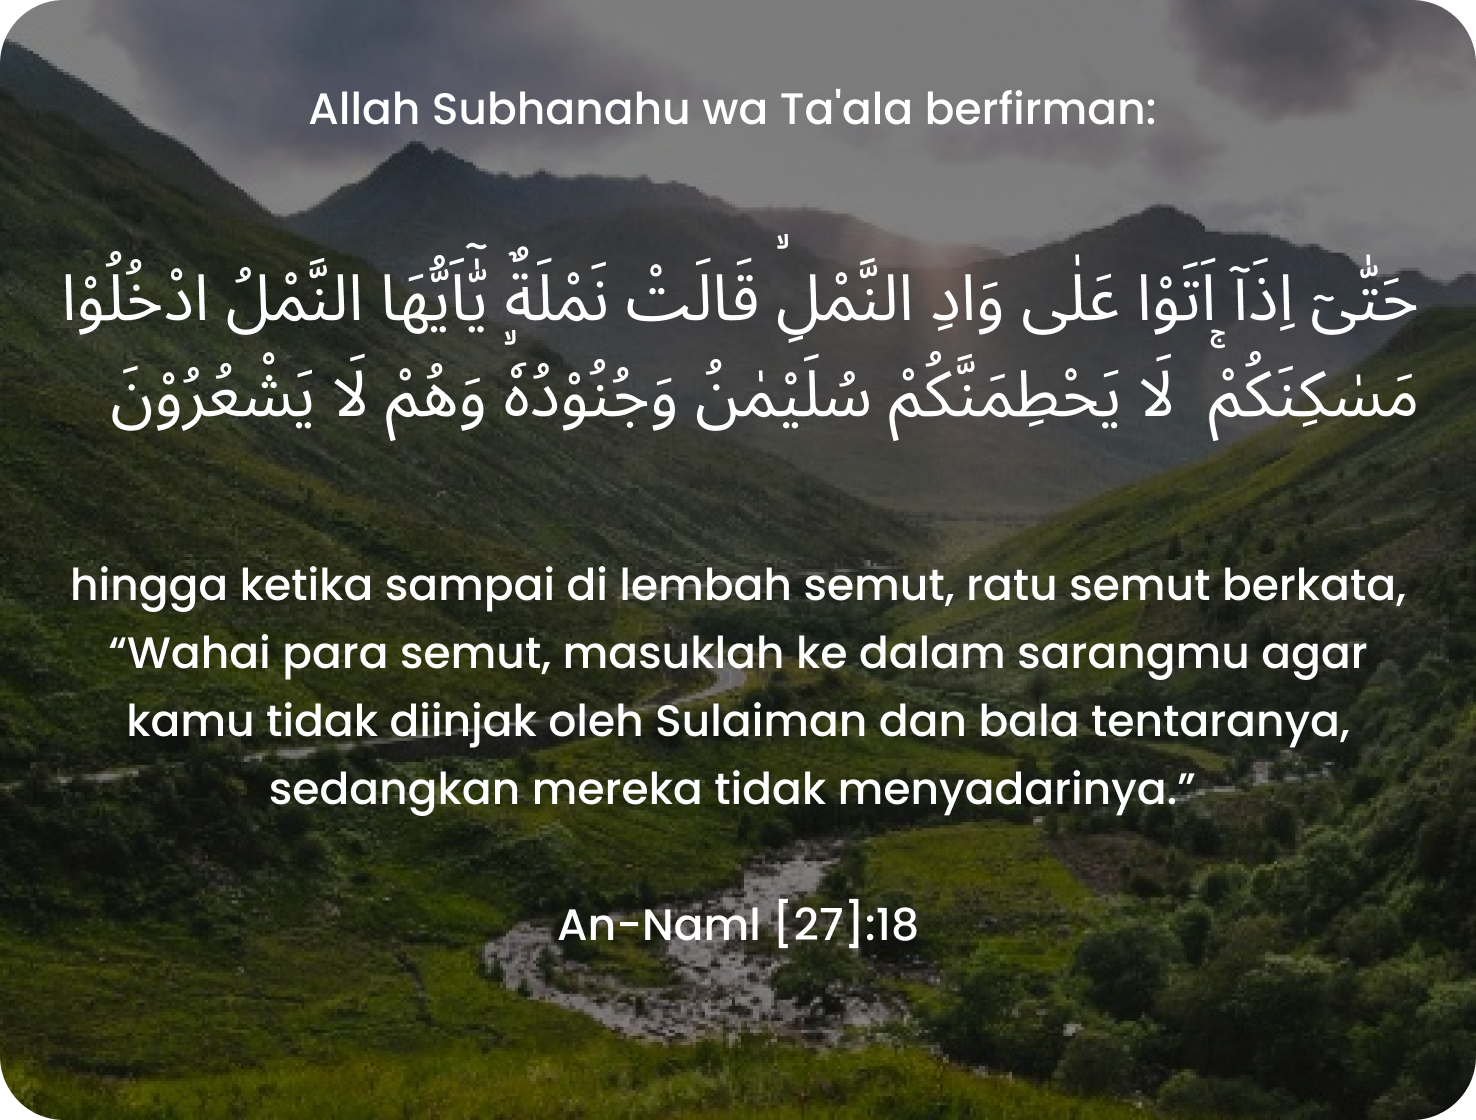 Allah Subhanahu wa Ta'ala berfirman:
حَتّٰىٓ اِذَآ اَتَوْا عَلٰى وَادِ النَّمْلِۙ قَالَتْ نَمْلَةٌ يّٰٓاَيُّهَا النَّمْلُ ادْخُلُوْا
مَسٰكِنَكُمْۚ لَا يَحْطِمَنَّكُمْ سُلَيْمٰنُ وَجُنُوْدُهٗۙ وَهُمْ لَا يَشْعُرُوْنَ
hingga ketika sampai di lembah semut, ratu semut berkata,
“Wahai para semut, masuklah ke dalam sarangmu agar
kamu tidak diinjak oleh Sulaiman dan bala tentaranya,
sedangkan mereka tidak menyadarinya.”
An-Naml [27]:18